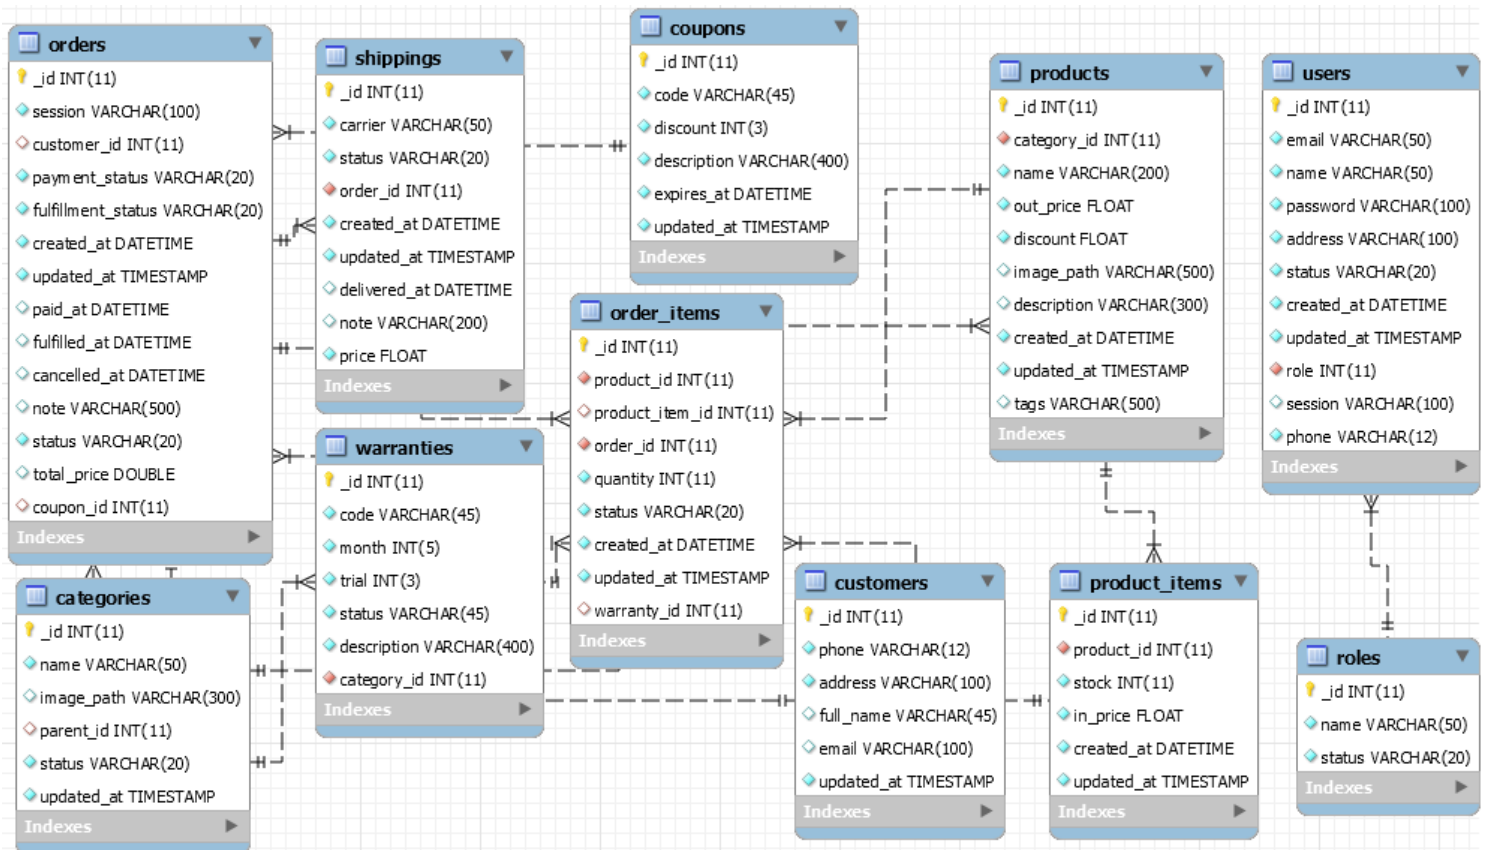 orders
_id INT(11)
session VARCHAR(100)
customer_id INT(11)
payment_status VARCHAR(20)
fulfillment_status VARCHAR(20)
created_at DATETIME
updated_at TIMESTAMP
paid_at DATETIME
fulfilled_at DATETIME
cancelled_at DATETIME
note VARCHAR(500)
status VARCHAR(20)
total_price DOUBLE
coupon_id INT(11)
Indexes
shippings
_id INT(11)
carrier VARCHAR(50)
status VARCHAR(20)
order_id INT(11)
created_at DATETIME
updated_at TIMESTAMP
delivered_at DATETIME
note VARCHAR(200)
price FLOAT
Indexes
coupons
_id INT(11)
code VARCHAR(45)
discount INT(3)
description VARCHAR(400)
expires_at DATETIME
updated_at TIMESTAMP
Indexes
products
_id INT(11)
category_id INT(11)
name VARCHAR(200)
out_price FLOAT
discount FLOAT
image_path VARCHAR(500)
description VARCHAR(300)
created_at DATETIME
updated_at TIMESTAMP
tags VARCHAR(500)
Indexes
users
_id INT(11)
email VARCHAR(50)
name VARCHAR(50)
password VARCHAR(100)
address VARCHAR(100)
status VARCHAR(20)
created_at DATETIME
updated_at TIMESTAMP
role INT(11)
session VARCHAR(100)
phone VARCHAR(12)
Indexes
order_items
_id INT(11)
product_id INT(11)
product_item_id INT(11)
order_id INT(11)
quantity INT(11)
status VARCHAR(20)
created_at DATETIME
updated_at TIMESTAMP
warranty_id INT(11)
Indexes
warranties
_id INT(11)
code VARCHAR(45)
month INT(5)
trial INT(3)
status VARCHAR(45)
description VARCHAR(400)
category_id INT(11)
Indexes
categories
_id INT(11)
name VARCHAR(50)
image_path VARCHAR(300)
parent_id INT(11)
status VARCHAR(20)
updated_at TIMESTAMP
Indexes
customers
_id INT(11)
phone VARCHAR(12)
address VARCHAR(100)
full_name VARCHAR(45)
email VARCHAR(100)
updated_at TIMESTAMP
Indexes
product_items
_id INT(11)
product_id INT(11)
stock INT(11)
in_price FLOAT
created_at DATETIME
updated_at TIMESTAMP
Indexes
roles
_id INT(11)
name VARCHAR(50)
status VARCHAR(20)
Indexes